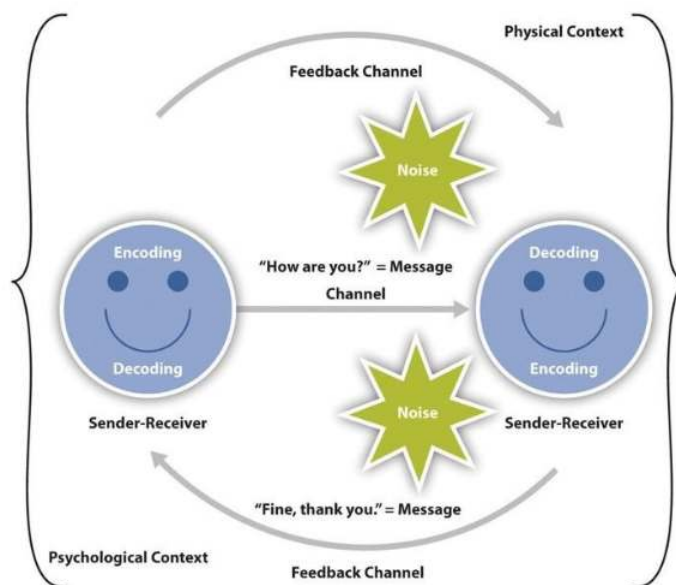 Physical Context
Feedback Channel
Noise
Encoding
Decoding
“How are you?” = Message
Channel
Decoding
Encoding
Noise
Sender-Receiver
Sender-Receiver
“Fine, thank you.” = Message
Psychological Context
Feedback Channel